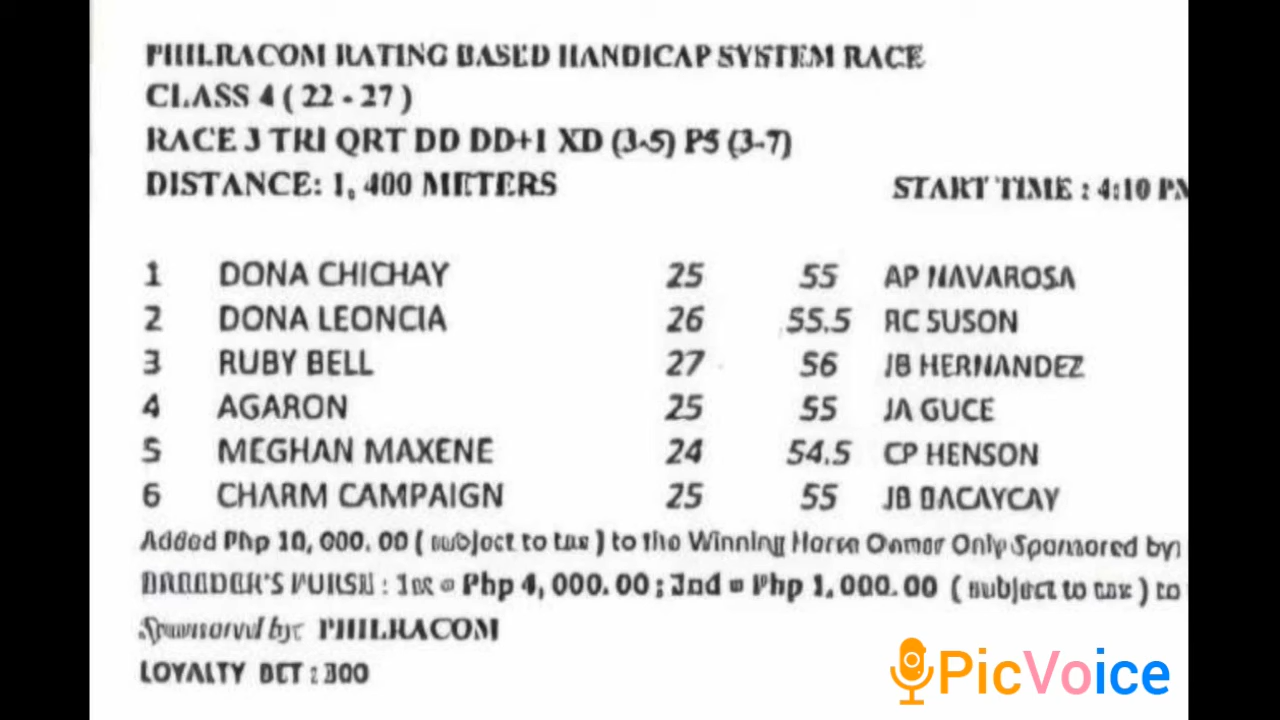 PHILRACOM RATING BASED HANDICAP SYSTEM RACE
CLASS 4 ( 22 - 27 )
RACE 3 TRI QRT DD DD+1 XD (3-5) P5 (3-7)
DISTANCE: 1, 400 METERS
START TIME : 4:10 PM
1 DONA CHICHAY 25 55 AP NAVAROSA
2 DONA LEONCIA 26 55.5 RC SUSON
3 RUBY BELL 27 56 JB HERNANDEZ
4 AGARON 25 55 JA GUCE
5 MEGHAN MAXENE 24 54.5 CP HENSON
6 CHARM CAMPAIGN 25 55 JB BACAYCAY
Added Php 10, 000. 00 ( subject to tax ) to the Winning Horse Owner Only Sponsored by:
BREEDER'S PURSE : 1st = Php 4, 000. 00 ; 2nd = Php 1, 000. 00 ( subject to tax ) to
Sponsored by: PHILRACOM
LOYALTY BET : 300
PicVoice